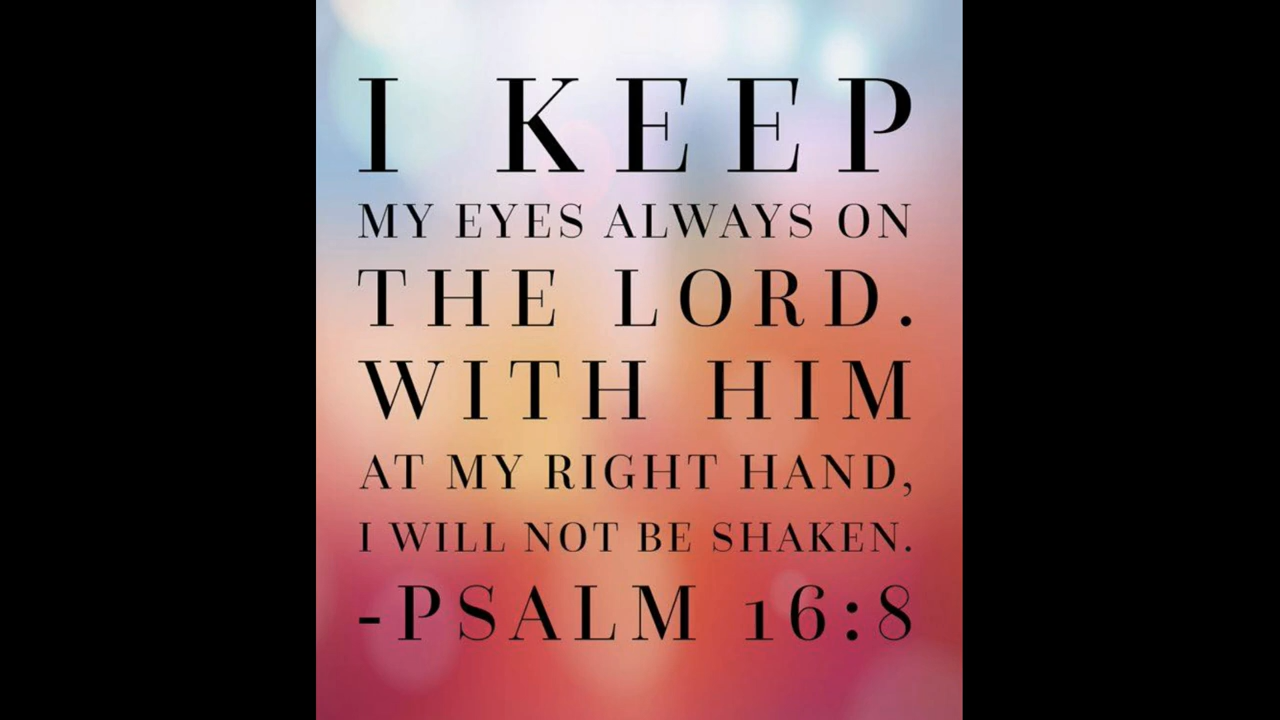 I KEEP
MY EYES ALWAYS ON
THE LORD.
WITH HIM
AT MY RIGHT HAND,
I WILL NOT BE SHAKEN.
-PSALM 16:8